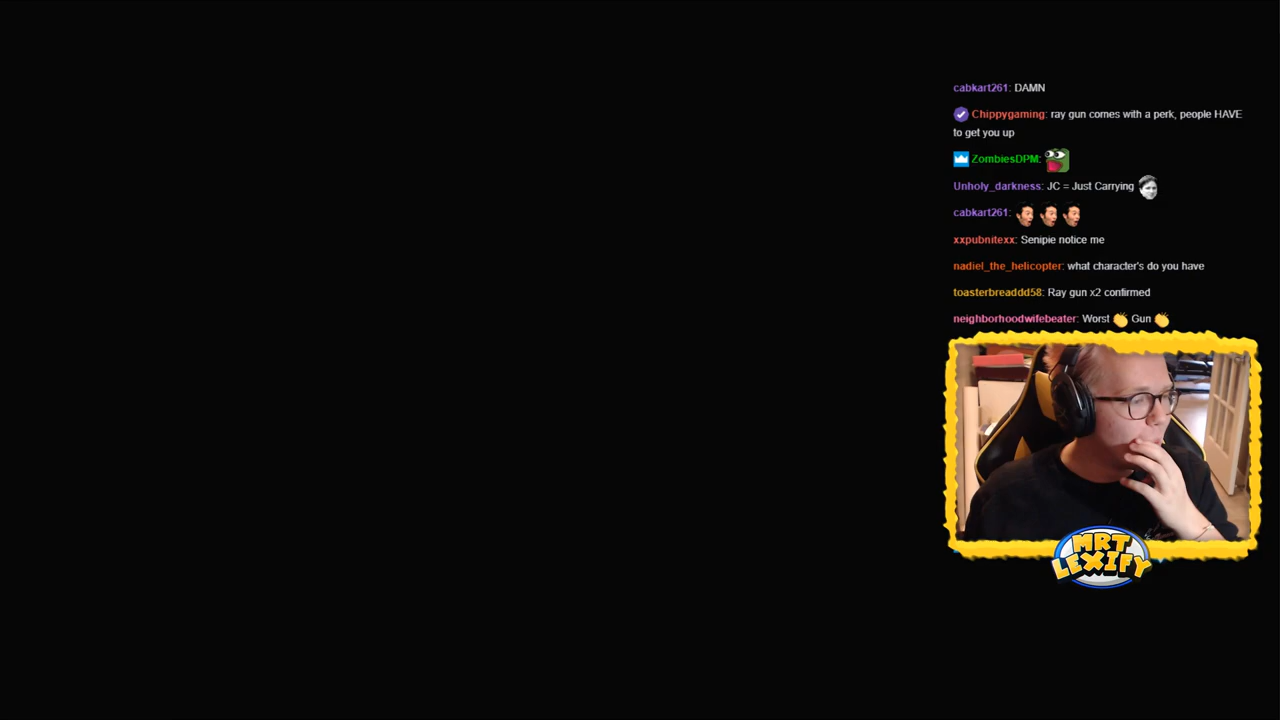 cabkart261: DAMN
Chippygaming: ray gun comes with a perk, people HAVE
to get you up
ZombiesDPM:
Unholy_darkness: JC = Just Carrying
cabkart261:
xxpubnitexx: Senipie notice me
nadiel_the_helicopter: what character's do you have
toasterbreaddd58: Ray gun x2 confirmed
neighborhoodwifebeater: Worst 👏 Gun 👏
MRT
LEXIFY